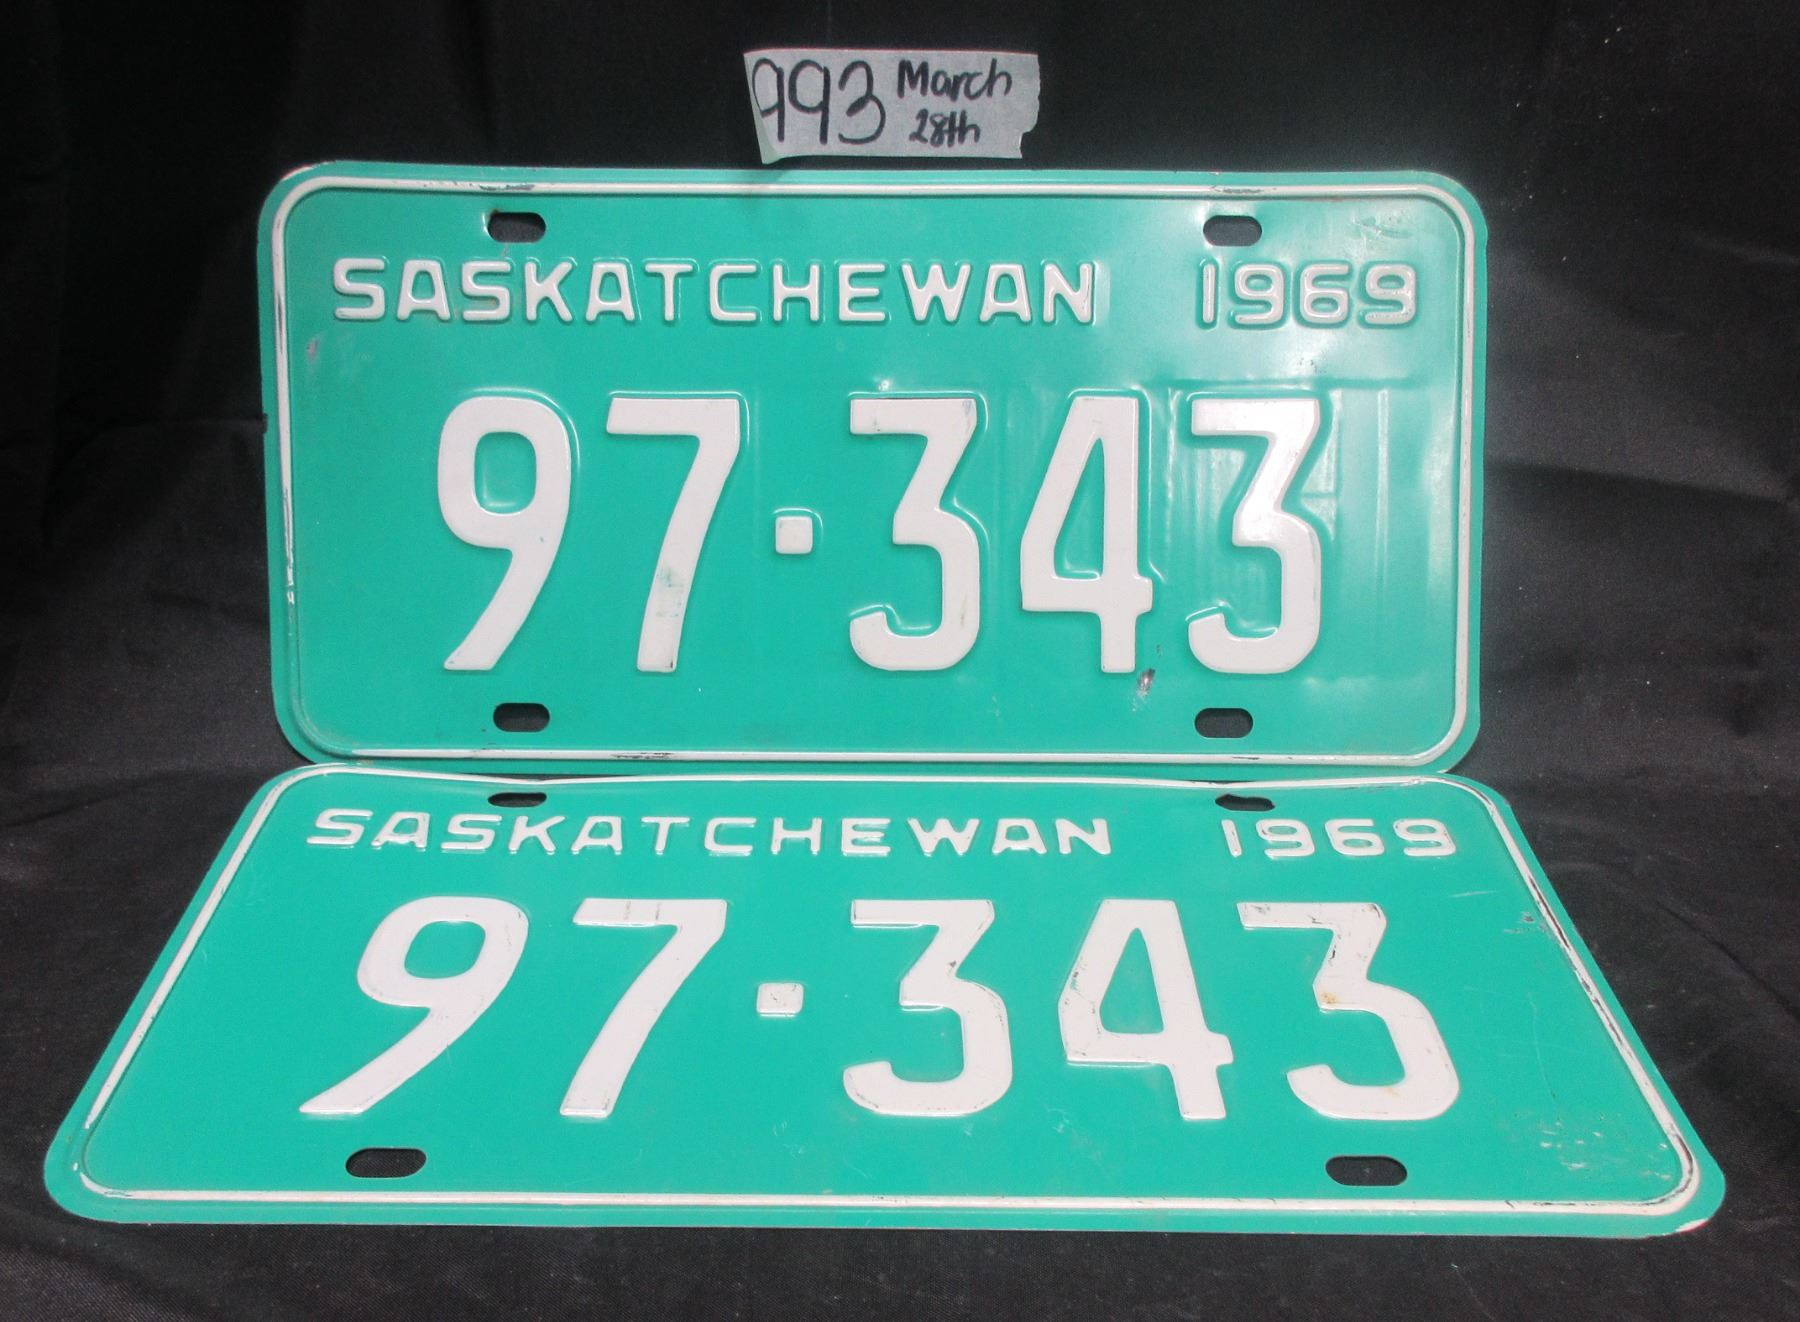 993 March
28th
SASKATCHEWAN 1969
97·343
SASKATCHEWAN 1969
97·343